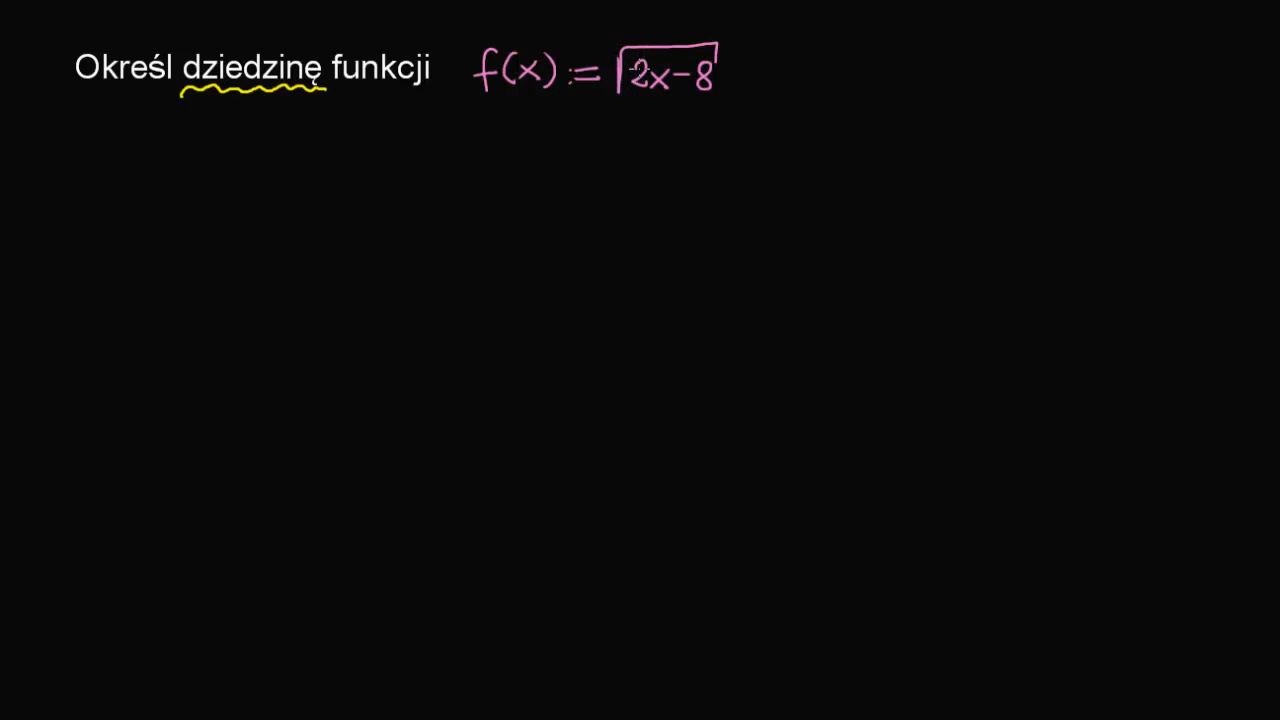 Określ dziedzinę funkcji f(x) := √2x-8